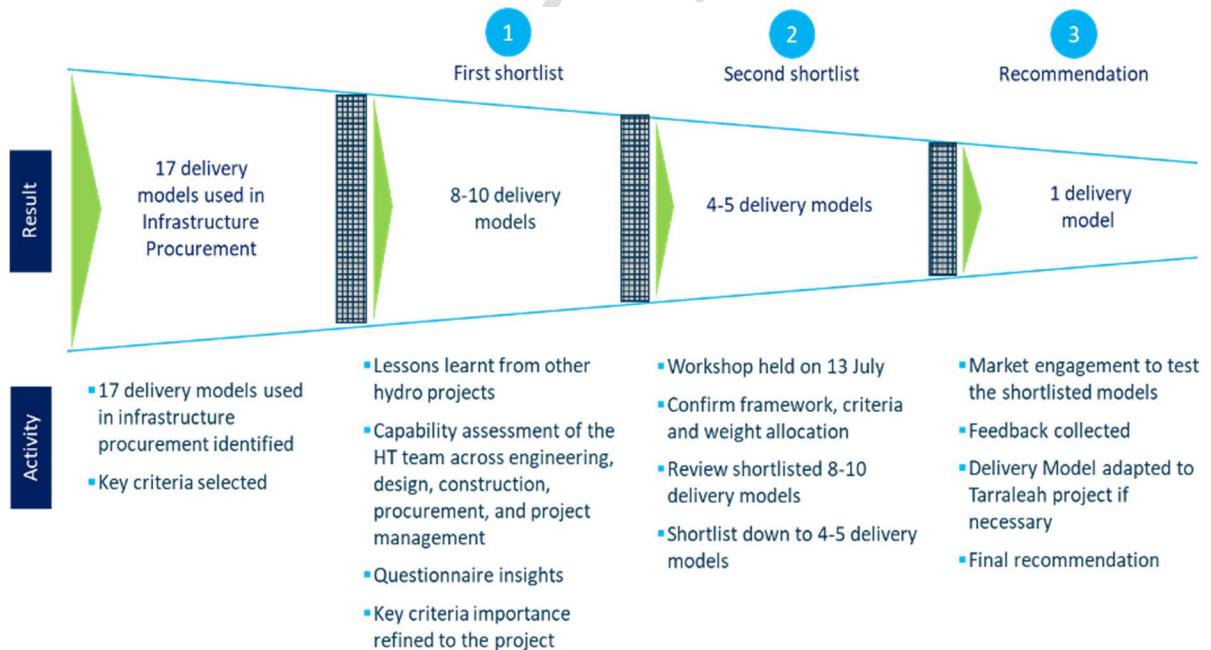 1
First shortlist
2
Second shortlist
3
Recommendation
Result
17 delivery
models used in
Infrastructure
Procurement
8-10 delivery
models
4-5 delivery models
1 delivery
model
Activity
▪17 delivery models used
in infrastructure
procurement identified
▪Key criteria selected
▪Lessons learnt from other
hydro projects
▪Capability assessment of the
HT team across engineering,
design, construction,
procurement, and project
management
▪Questionnaire insights
▪Key criteria importance
refined to the project
▪Workshop held on 13 July
▪Confirm framework, criteria
and weight allocation
▪Review shortlisted 8-10
delivery models
▪Shortlist down to 4-5 delivery
models
▪Market engagement to test
the shortlisted models
▪Feedback collected
▪Delivery Model adapted to
Tarraleah project if
necessary
▪Final recommendation